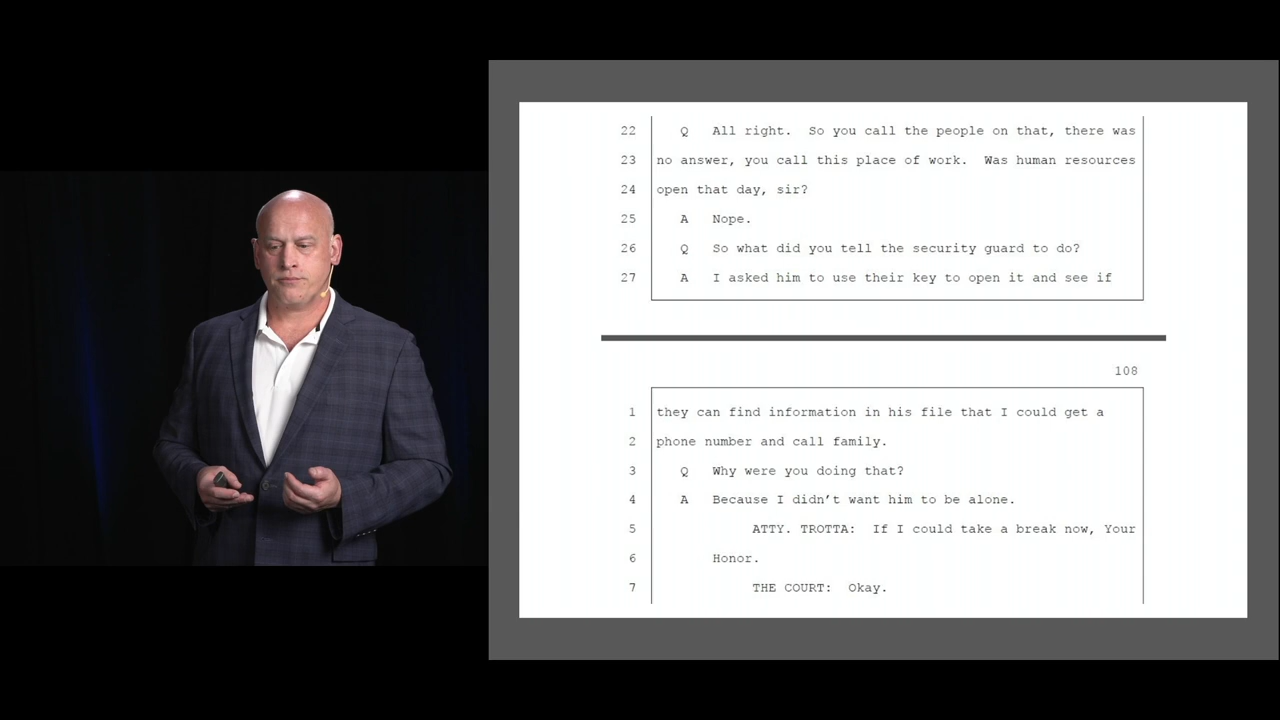 22 Q All right. So you call the people on that, there was
23 no answer, you call this place of work. Was human resources
24 open that day, sir?
25 A Nope.
26 Q So what did you tell the security guard to do?
27 A I asked him to use their key to open it and see if
108
1 they can find information in his file that I could get a
2 phone number and call family.
3 Q Why were you doing that?
4 A Because I didn't want him to be alone.
5 ATTY. TROTTA: If I could take a break now, Your
6 Honor.
7 THE COURT: Okay.